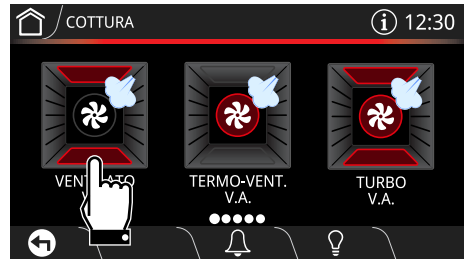 COTTURA
i 12:30
TERMO-VENT.
V.A.
TURBO
V.A.